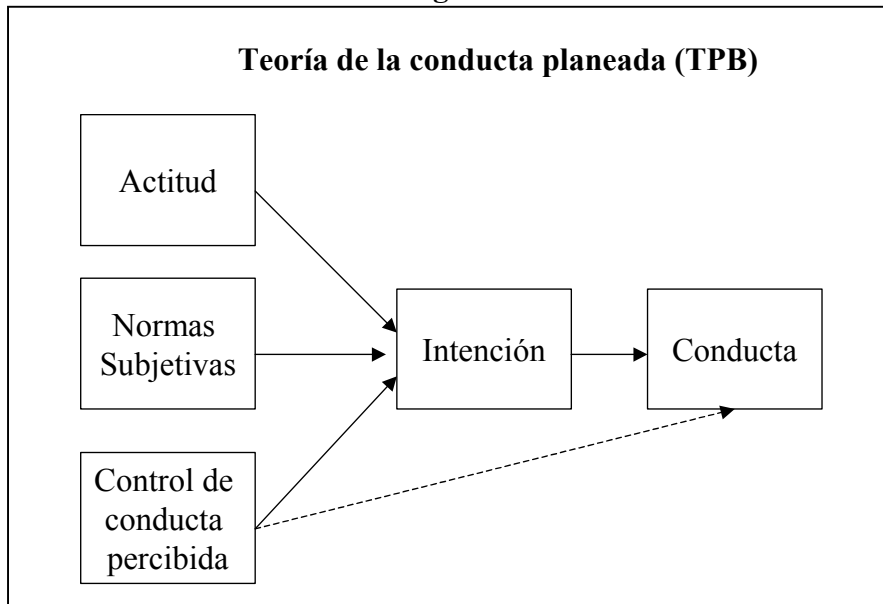 Teoría de la conducta planeada (TPB)
Actitud
Normas
Subjetivas
Intención
Conducta
Control de
conducta
percibida